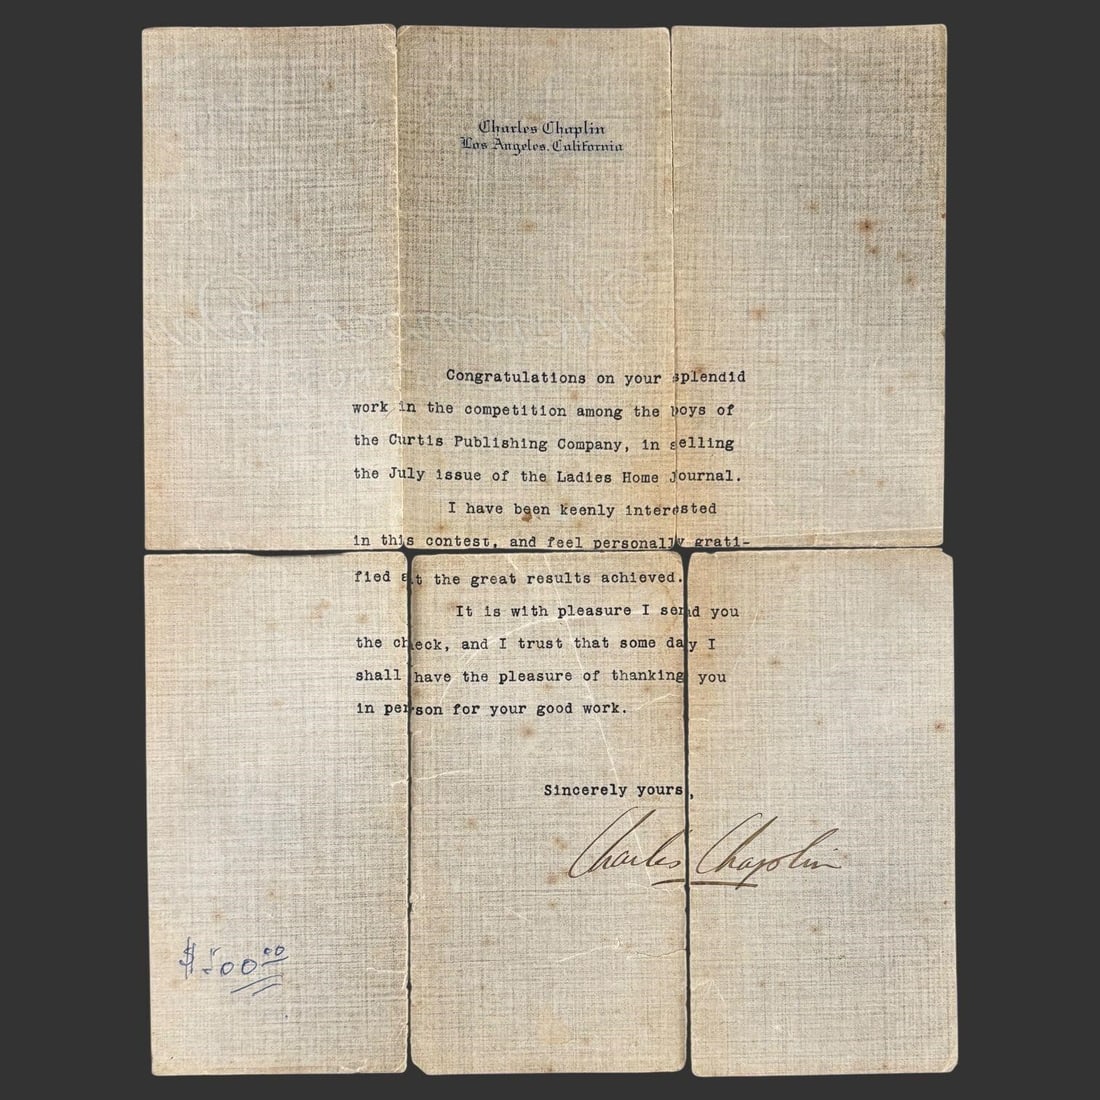 Charles Chaplin
Los Angeles, California
Congratulations on your splendid
work in the competition among the boys of
the Curtis Publishing Company, in selling
the July issue of the Ladies Home Journal.
I have been keenly interested
in this contest, and feel personally grati-
fied at the great results achieved.
It is with pleasure I send you
the check, and I trust that some day I
shall have the pleasure of thanking you
in person for your good work.
Sincerely yours,
Charles Chaplin
$500.00